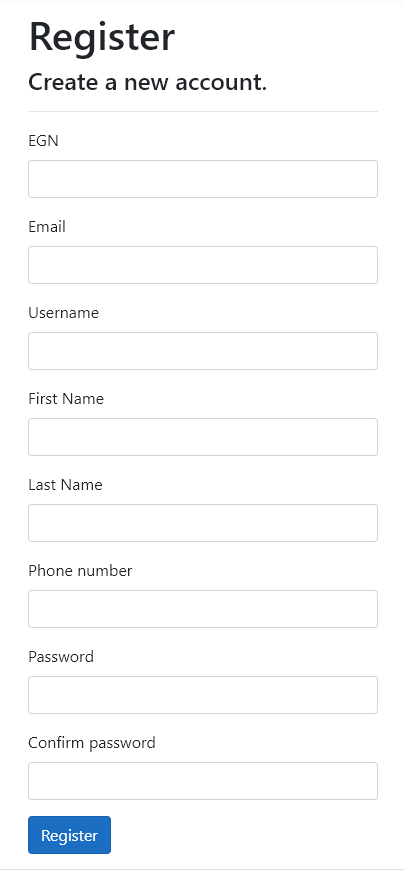 Register
Create a new account.
EGN
Email
Username
First Name
Last Name
Phone number
Password
Confirm password
Register